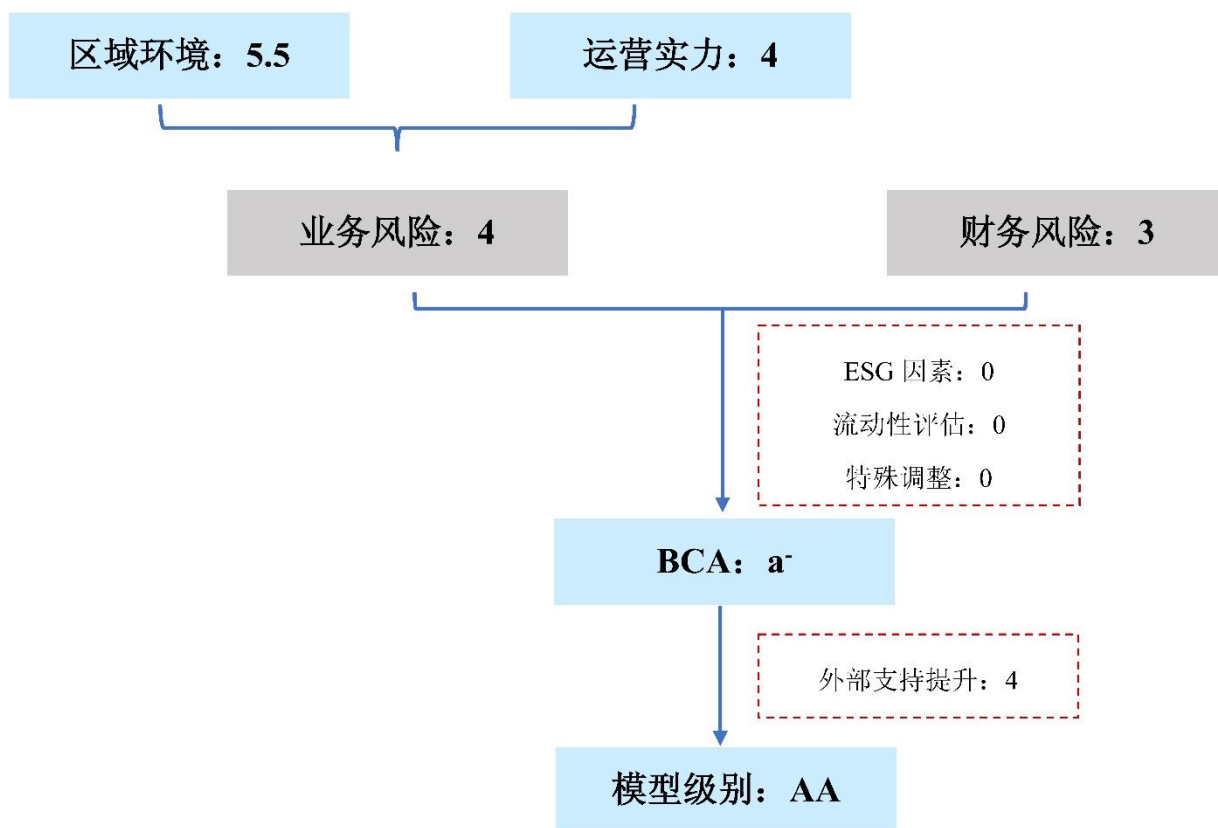 区域环境：5.5
运营实力：4
业务风险：4
财务风险：3
ESG 因素：0
流动性评估：0
特殊调整：0
BCA：a-
外部支持提升：4
模型级别：AA